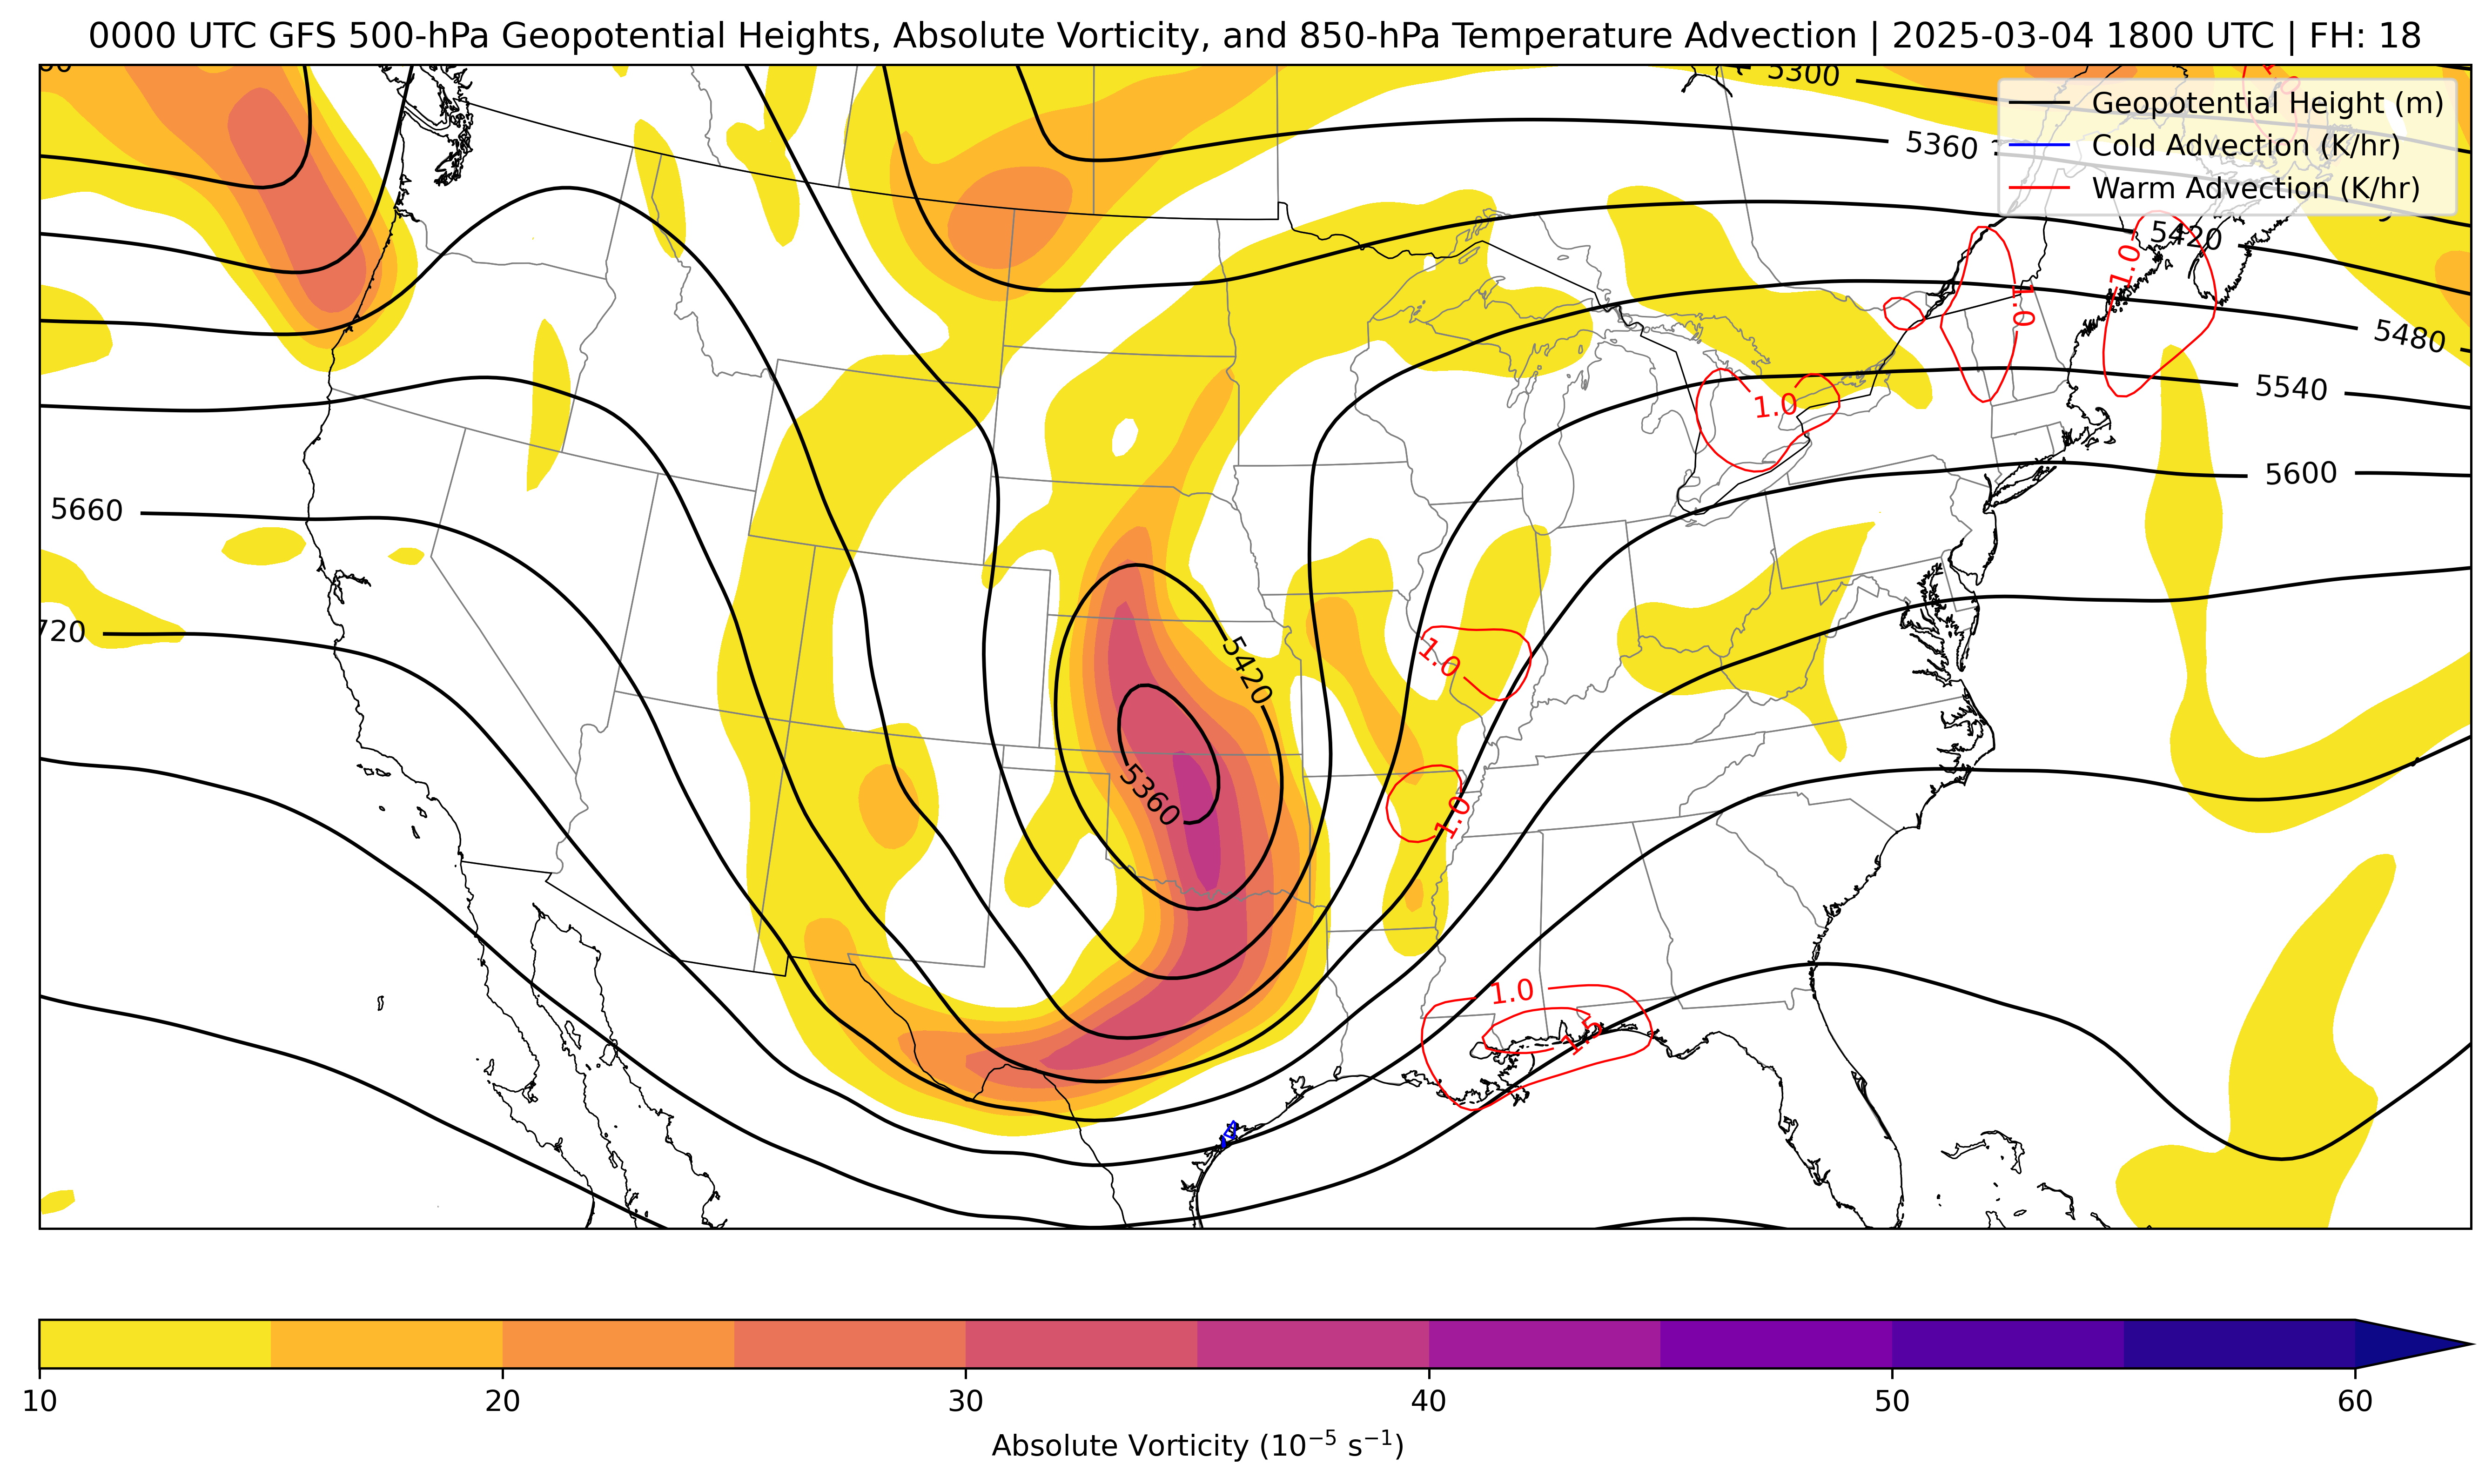 0000 UTC GFS 500-hPa Geopotential Heights, Absolute Vorticity, and 850-hPa Temperature Advection | 2025-03-04 1800 UTC | FH: 18
5300
Geopotential Height (m)
Cold Advection (K/hr)
Warm Advection (K/hr)
5360
5420
1.0
1.0
5480
5540
1.0
5600
5660
720
5420
1.0
5360
1.0
1.0
1.5
10 20 30 40 50 60
Absolute Vorticity (10⁻⁵ s⁻¹)